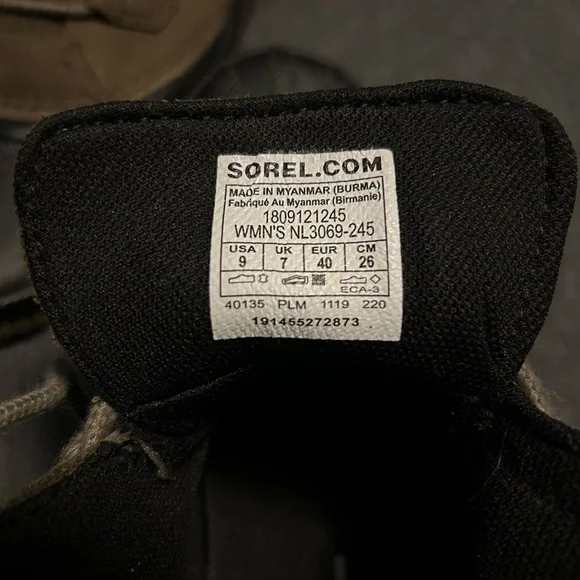 SOREL.COM
MADE IN MYANMAR (BURMA)
Fabriqué Au Myanmar (Birmanie)
1809121245
WMN'S NL3069-245
USA UK EUR CM
9 7 40 26
ECA-3
40135 PLM 1119 220
191455272873